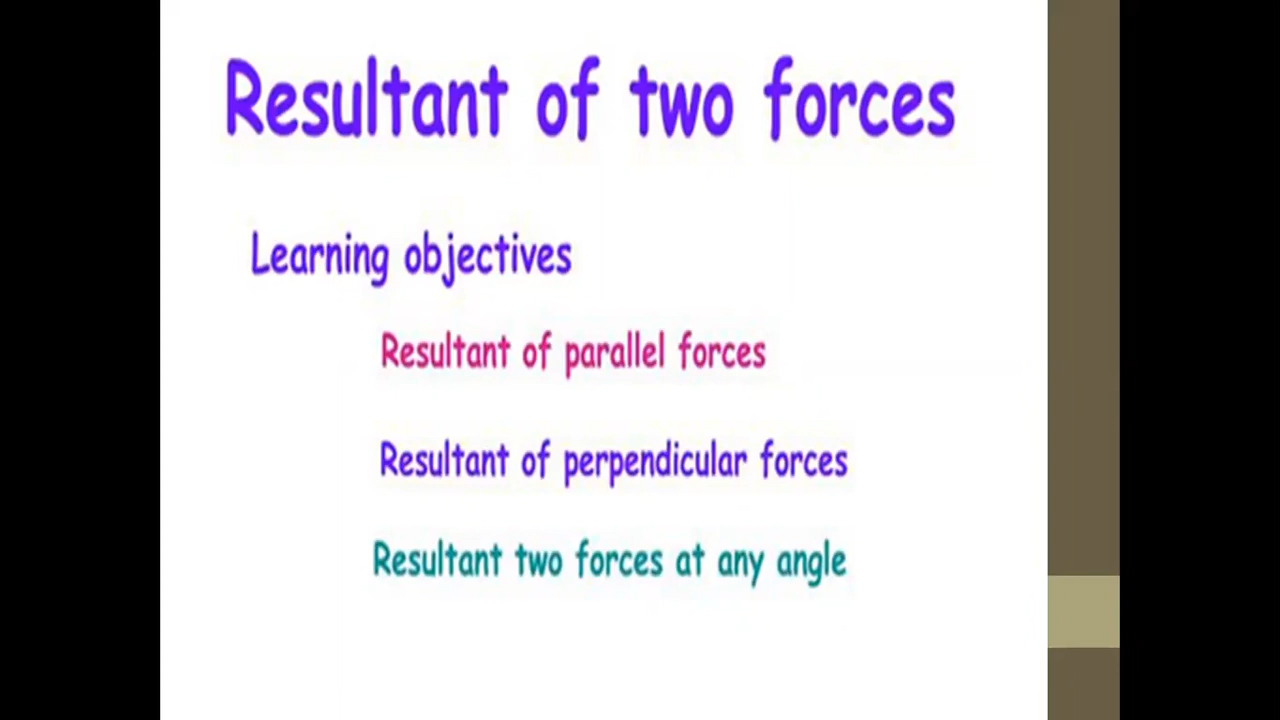 Resultant of two forces
Learning objectives
Resultant of parallel forces
Resultant of perpendicular forces
Resultant two forces at any angle